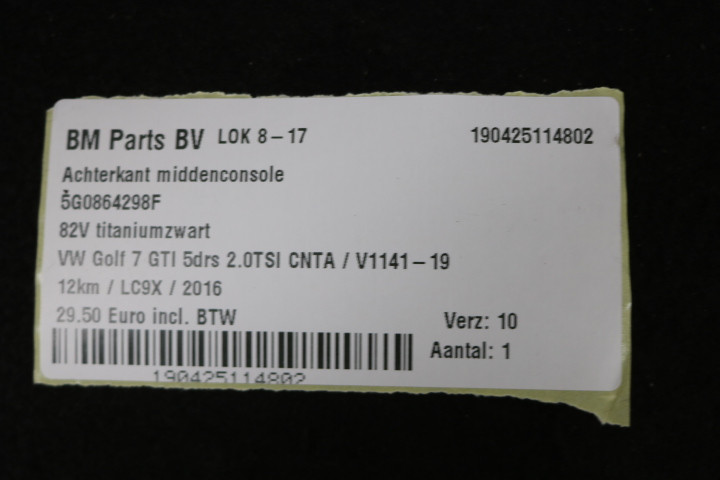 BM Parts BV LOK 8-17 190425114802
Achterkant middenconsole
5G0864298F
82V titaniumzwart
VW Golf 7 GTI 5drs 2.0TSI CNTA / V1141-19
12km / LC9X / 2016
29.50 Euro incl. BTW Verz: 10
Aantal: 1
190425114802